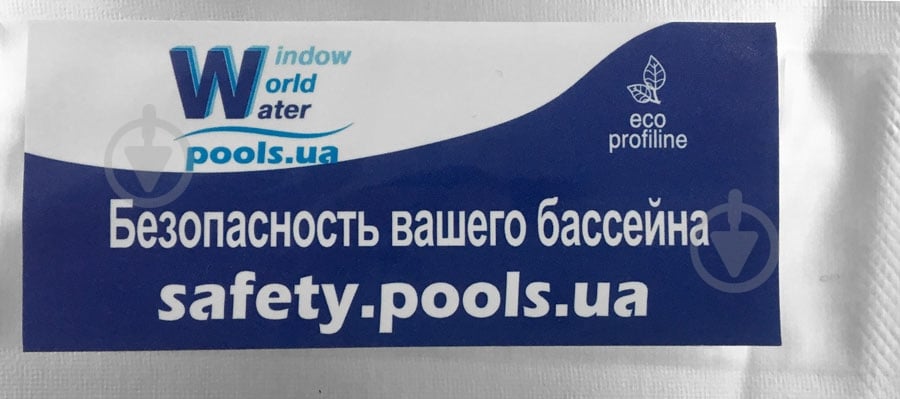 Window
World
Water
pools.ua
eco
profiline
Безопасность вашего бассейна
safety.pools.ua